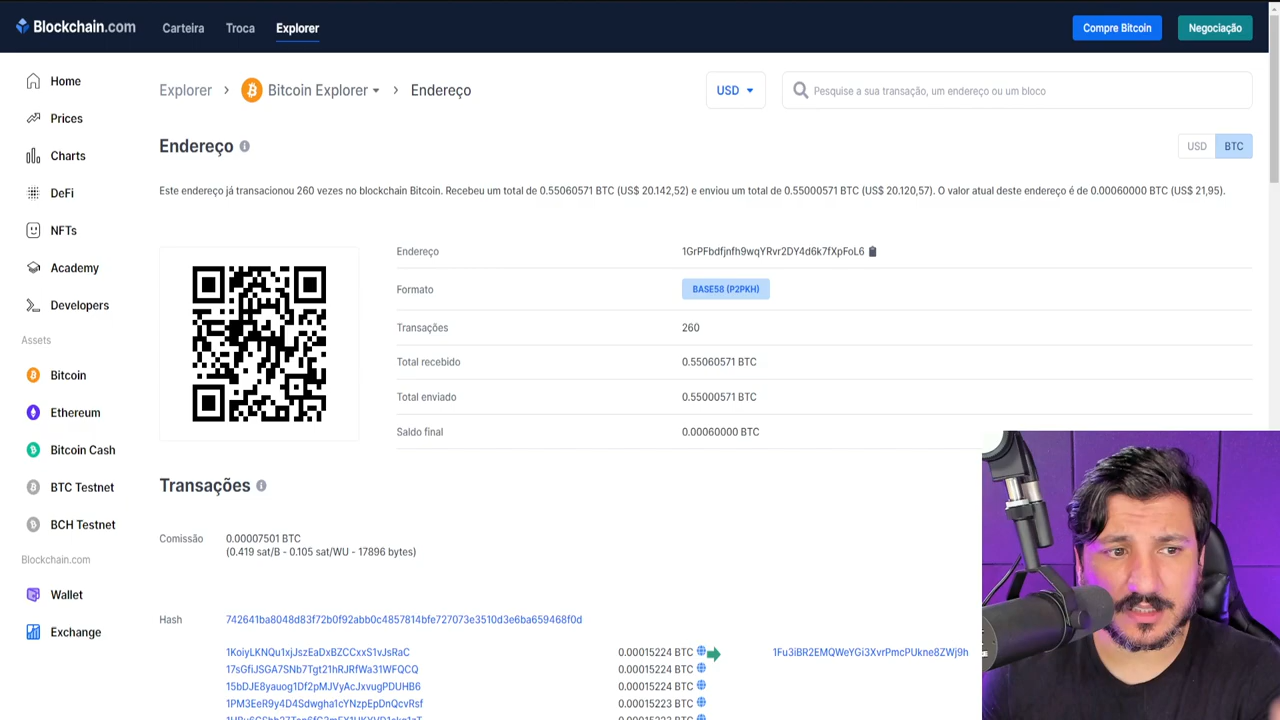 Blockchain.com Carteira Troca Explorer Compre Bitcoin Negociação
Home
Prices
Charts
DeFi
NFTs
Academy
Developers
Assets
Bitcoin
Ethereum
Bitcoin Cash
BTC Testnet
BCH Testnet
Blockchain.com
Wallet
Exchange
Explorer > Bitcoin Explorer > Endereço USD Pesquise a sua transação, um endereço ou um bloco
Endereço USD BTC
Este endereço já transacionou 260 vezes no blockchain Bitcoin. Recebeu um total de 0.55060571 BTC (US$ 20.142,52) e enviou um total de 0.55000571 BTC (US$ 20.120,57). O valor atual deste endereço é de 0.00060000 BTC (US$ 21,95).
Endereço 1GrPFbdfjnfh9wqYRvr2DY4d6k7fXpFoL6
Formato BASE58 (P2PKH)
Transações 260
Total recebido 0.55060571 BTC
Total enviado 0.55000571 BTC
Saldo final 0.00060000 BTC
Transações
Comissão 0.00007501 BTC
(0.419 sat/B - 0.105 sat/WU - 17896 bytes)
Hash 742641ba8048d83f72b0f92abb0c4857814bfe727073e3510d3e6ba659468f0d
1KoiyLKNQu1xjJszEaDxBZCCxxS1vJsRaC 0.00015224 BTC 1Fu3iBR2EMQWeYGi3XvrPmcPUkne8ZWj9h
17sGfiJSGA7SNb7Tgt21hRJRfWa31WFQCQ 0.00015224 BTC
15bDJE8yauog1Df2pMJVyAcJxvugPDUHB6 0.00015224 BTC
1PM3EeR9y4D4Sdwgha1cYNzpEpDnQcvRsf 0.00015223 BTC
0.00015223 BTC